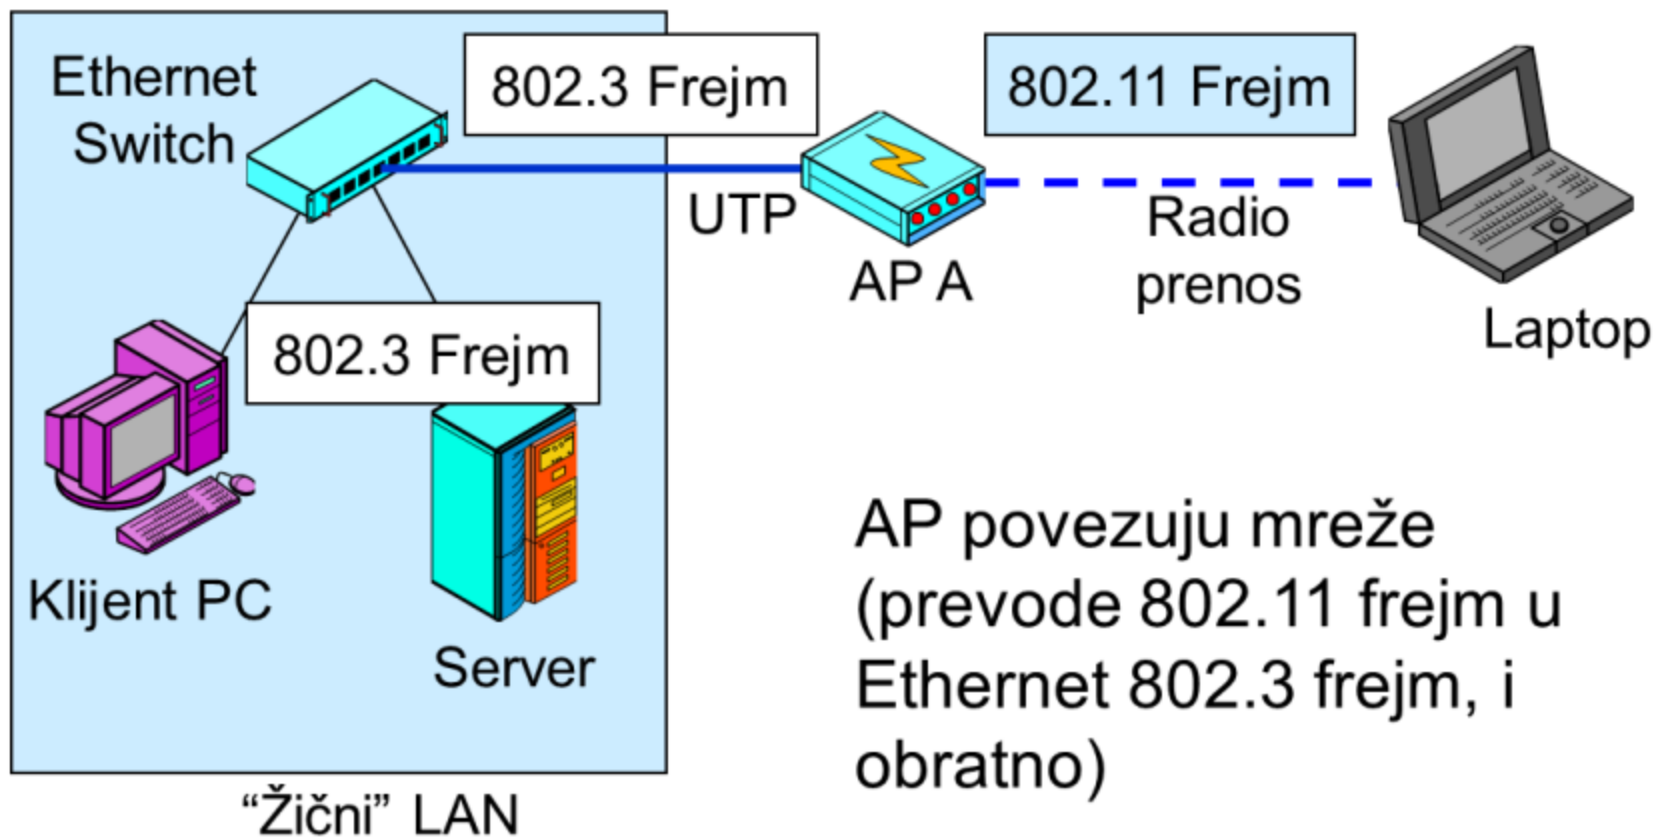 Ethernet
Switch
802.3 Frejm
802.11 Frejm
UTP
AP A
Radio
prenos
Laptop
802.3 Frejm
Klijent PC
Server
“Žični” LAN
AP povezuju mreže
(prevode 802.11 frejm u
Ethernet 802.3 frejm, i
obratno)